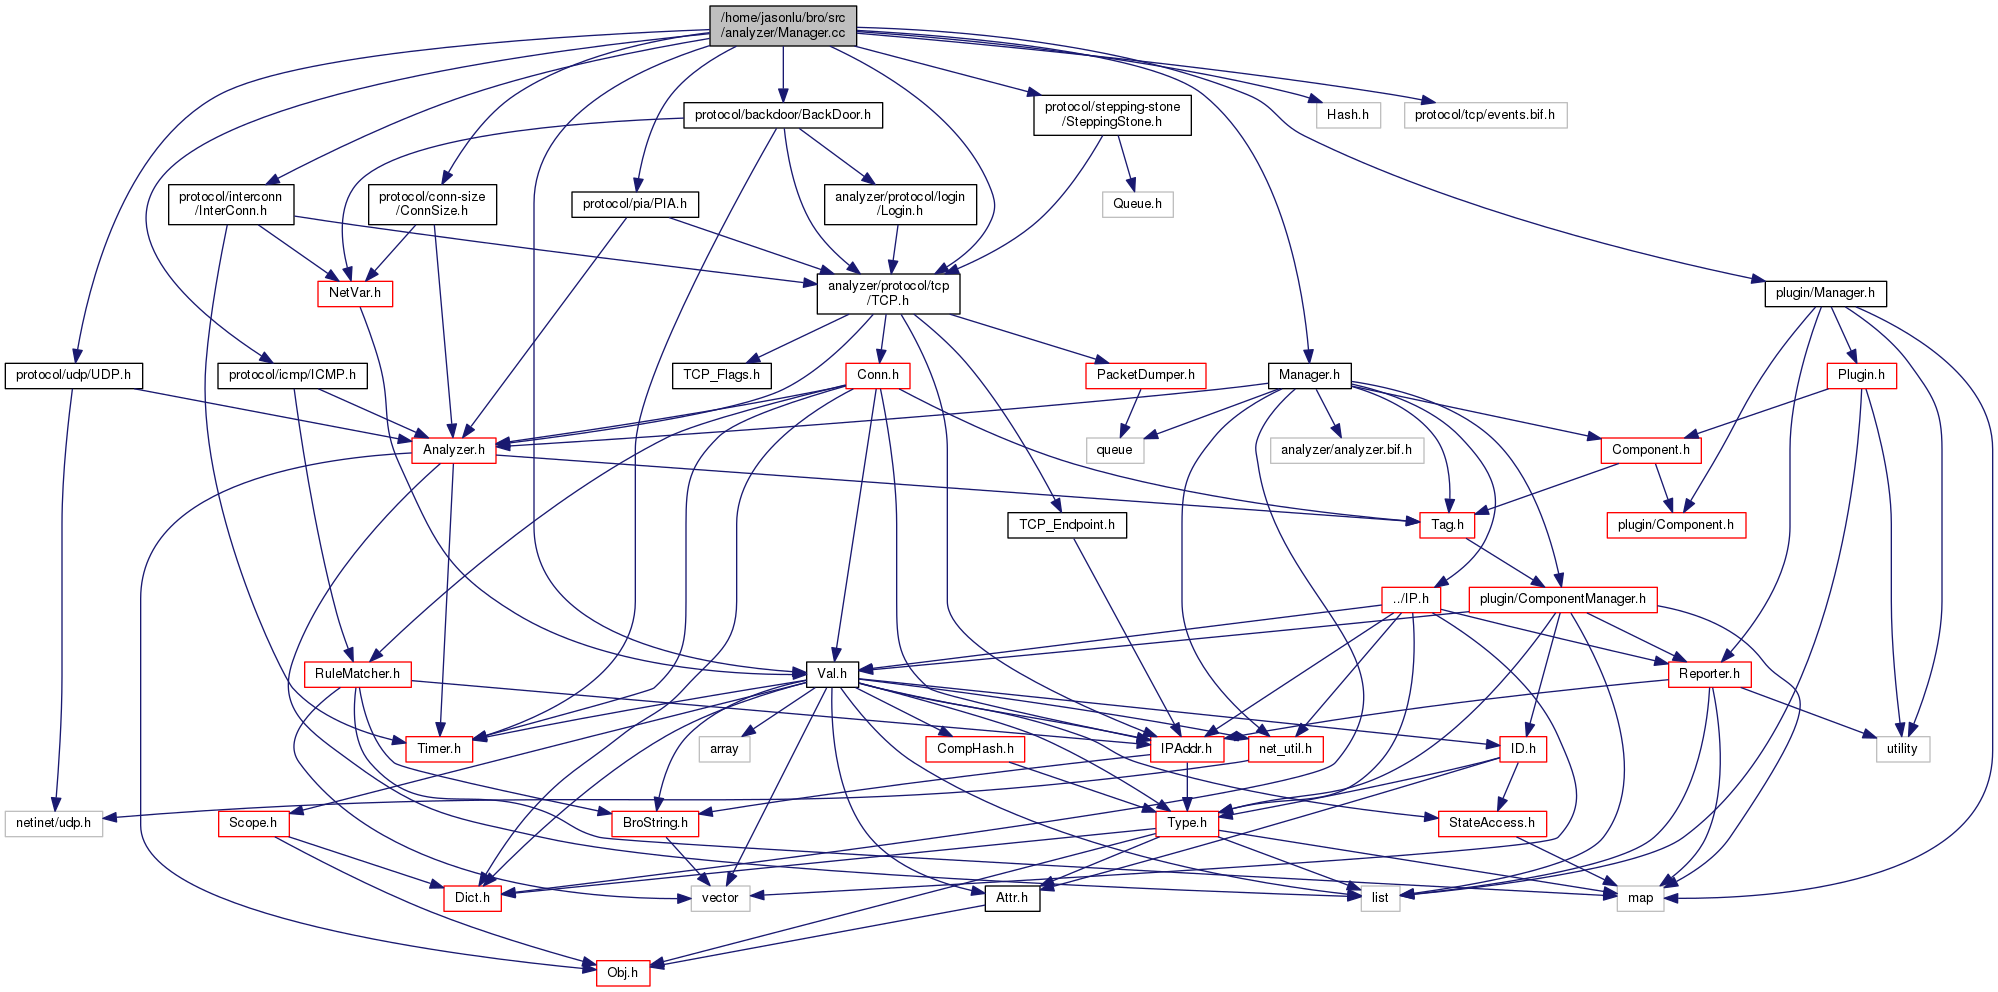 /home/jasonlu/bro/src
/analyzer/Manager.cc
protocol/backdoor/BackDoor.h
protocol/stepping-stone
/SteppingStone.h
Hash.h
protocol/tcp/events.bif.h
protocol/interconn
/InterConn.h
protocol/conn-size
/ConnSize.h
protocol/pia/PIA.h
analyzer/protocol/login
/Login.h
Queue.h
NetVar.h
analyzer/protocol/tcp
/TCP.h
plugin/Manager.h
protocol/udp/UDP.h
protocol/icmp/ICMP.h
TCP_Flags.h
Conn.h
PacketDumper.h
Manager.h
Plugin.h
Analyzer.h
queue
analyzer/analyzer.bif.h
Component.h
TCP_Endpoint.h
Tag.h
plugin/Component.h
../IP.h
plugin/ComponentManager.h
RuleMatcher.h
Val.h
Reporter.h
Timer.h
array
CompHash.h
IPAddr.h
net_util.h
ID.h
utility
netinet/udp.h
Scope.h
BroString.h
Type.h
StateAccess.h
Dict.h
vector
Attr.h
list
map
Obj.h